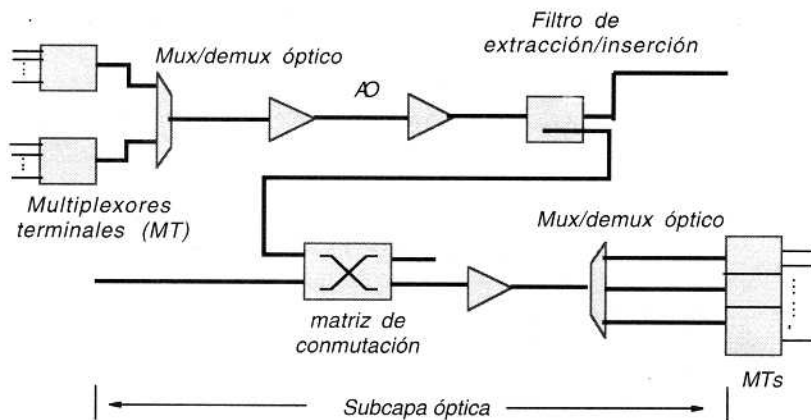 Filtro de
extracción/inserción
Mux/demux óptico
AO
Multiplexores
terminales (MT)
Mux/demux óptico
matriz de
conmutación
MTs
Subcapa óptica